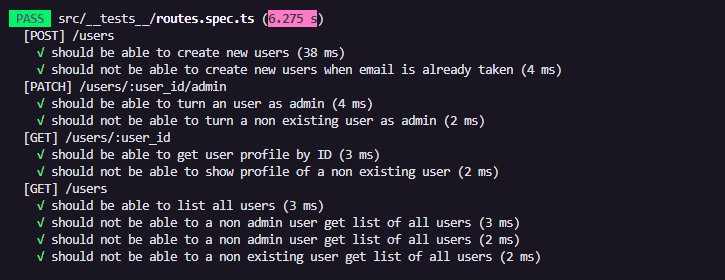 PASS src/__tests__/routes.spec.ts (6.275 s)
[POST] /users
√ should be able to create new users (38 ms)
√ should not be able to create new users when email is already taken (4 ms)
[PATCH] /users/:user_id/admin
√ should be able to turn an user as admin (4 ms)
√ should not be able to turn a non existing user as admin (2 ms)
[GET] /users/:user_id
√ should be able to get user profile by ID (3 ms)
√ should not be able to show profile of a non existing user (2 ms)
[GET] /users
√ should be able to list all users (3 ms)
√ should not be able to a non admin user get list of all users (3 ms)
√ should not be able to a non admin user get list of all users (2 ms)
√ should not be able to a non existing user get list of all users (2 ms)